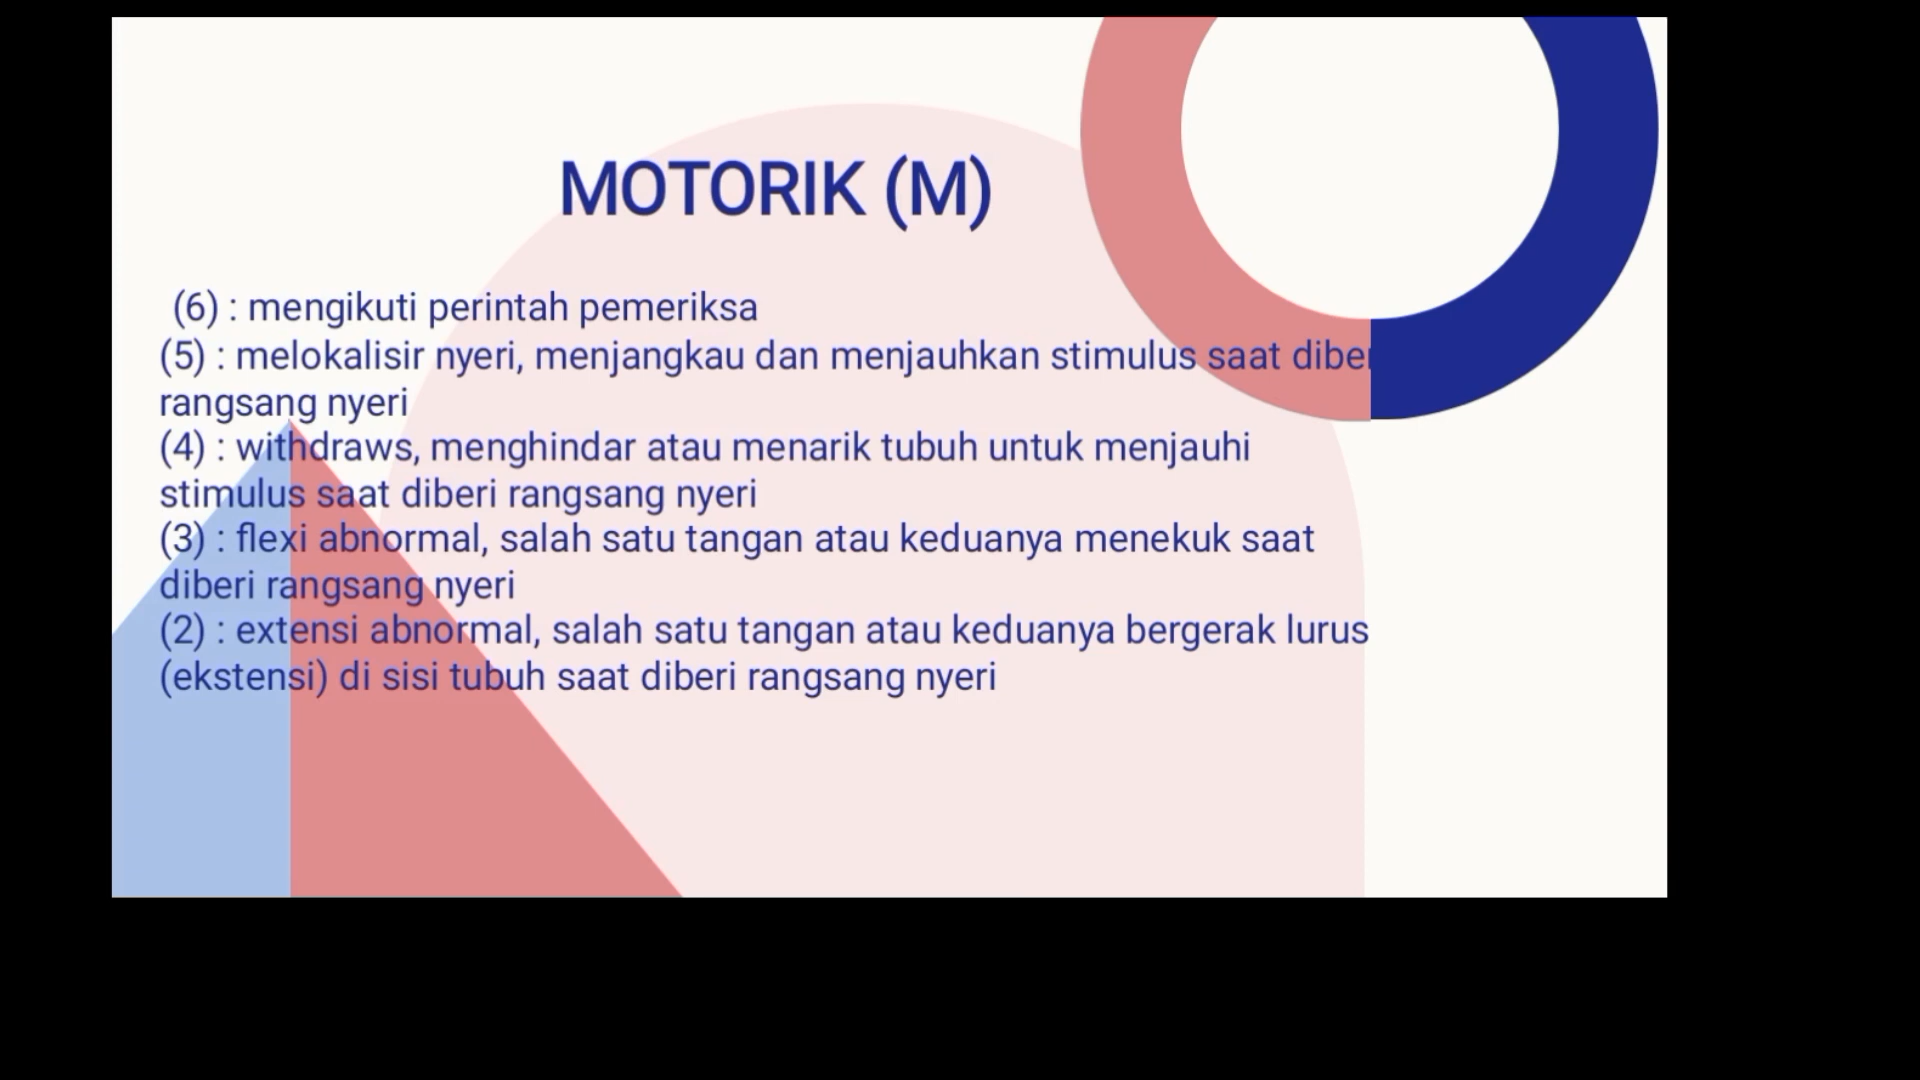 MOTORIK (M)
(6) : mengikuti perintah pemeriksa
(5) : melokalisir nyeri, menjangkau dan menjauhkan stimulus saat
rangsang nyeri
(4) : withdraws, menghindar atau menarik tubuh untuk menjauhi
stimulus saat diberi rangsang nyeri
(3) : flexi abnormal, salah satu tangan atau keduanya menekuk saat
diberi rangsang nyeri
(2) : extensi abnormal, salah satu tangan atau keduanya bergerak lurus
(ekstensi) di sisi tubuh saat diberi rangsang nyeri